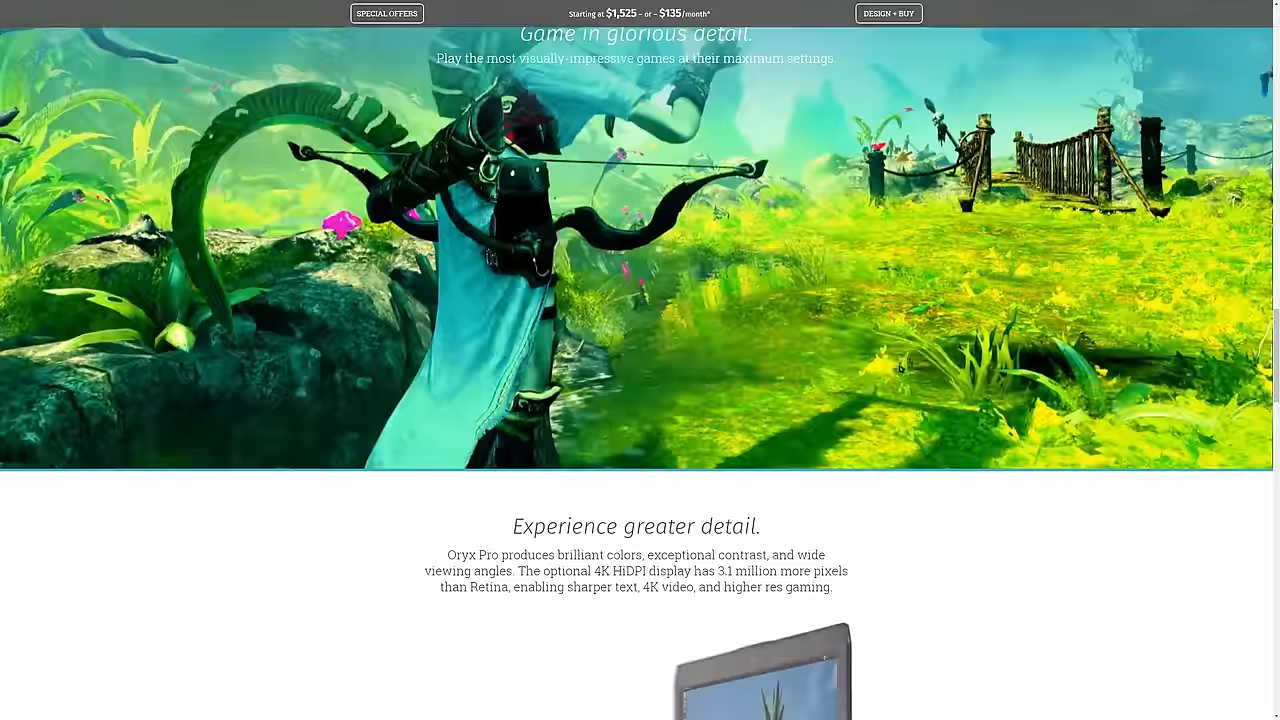 SPECIAL OFFERS
Starting at $1,525 – or – $135/month*
DESIGN + BUY
Game in glorious detail.
Play the most visually-impressive games at their maximum settings.
Experience greater detail.
Oryx Pro produces brilliant colors, exceptional contrast, and wide
viewing angles. The optional 4K HiDPI display has 3.1 million more pixels
than Retina, enabling sharper text, 4K video, and higher res gaming.